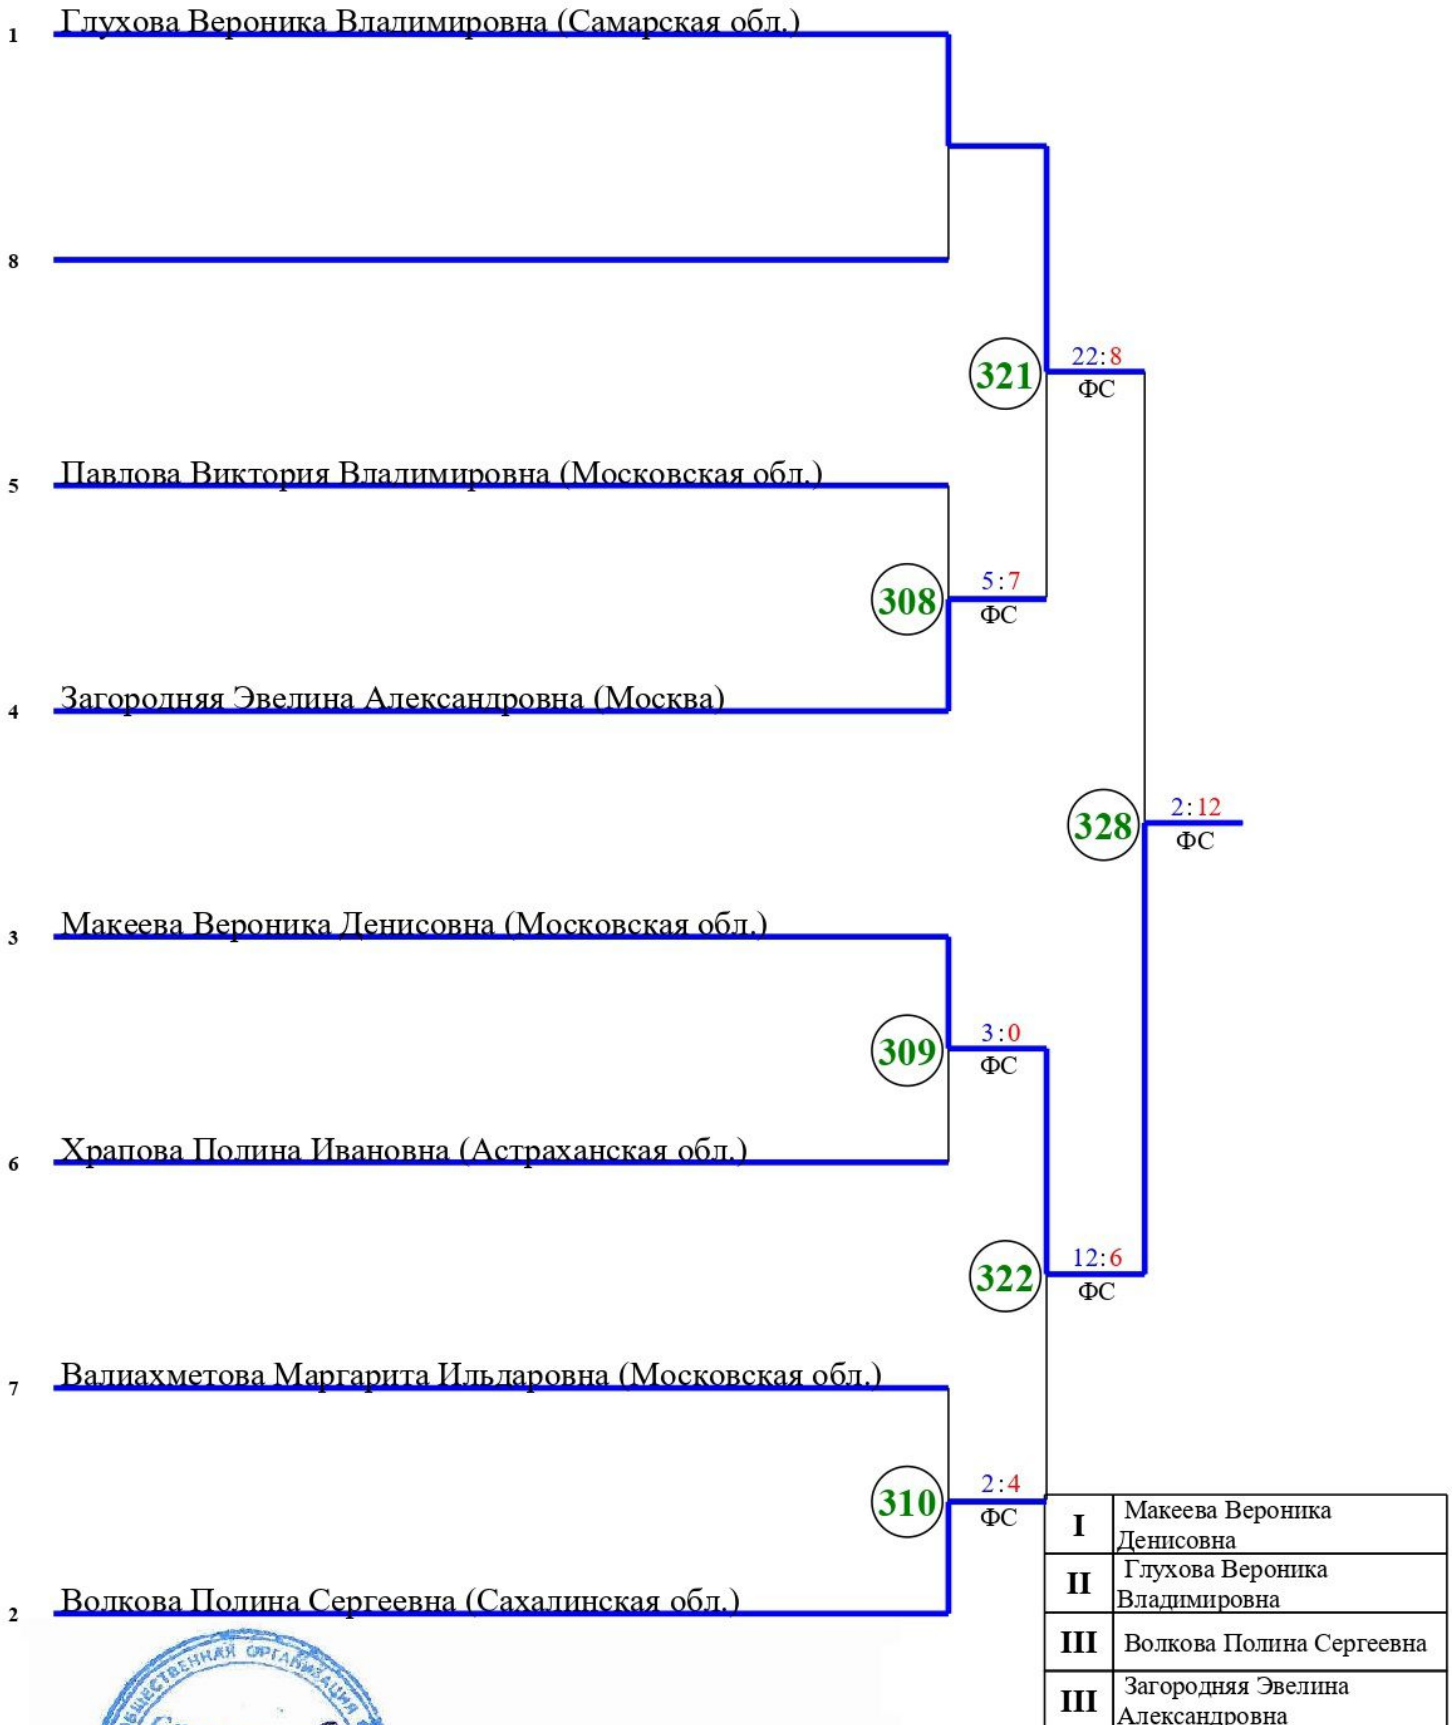 1 Глухова Вероника Владимировна (Самарская обл.)
8
321 22:8
ФС
5 Павлова Виктория Владимировна (Московская обл.)
308 5:7
ФС
4 Загородняя Эвелина Александровна (Москва)
328 2:12
ФС
3 Макеева Вероника Денисовна (Московская обл.)
309 3:0
ФС
6 Храпова Полина Ивановна (Астраханская обл.)
322 12:6
ФС
7 Валиахметова Маргарита Ильдаровна (Московская обл.)
310 2:4
ФС
2 Волкова Полина Сергеевна (Сахалинская обл.)
I Макеева Вероника
Денисовна
II Глухова Вероника
Владимировна
III Волкова Полина Сергеевна
III Загородняя Эвелина
Александровна
ОБЩЕСТВЕННАЯ ОРГАНИЗАЦИЯ